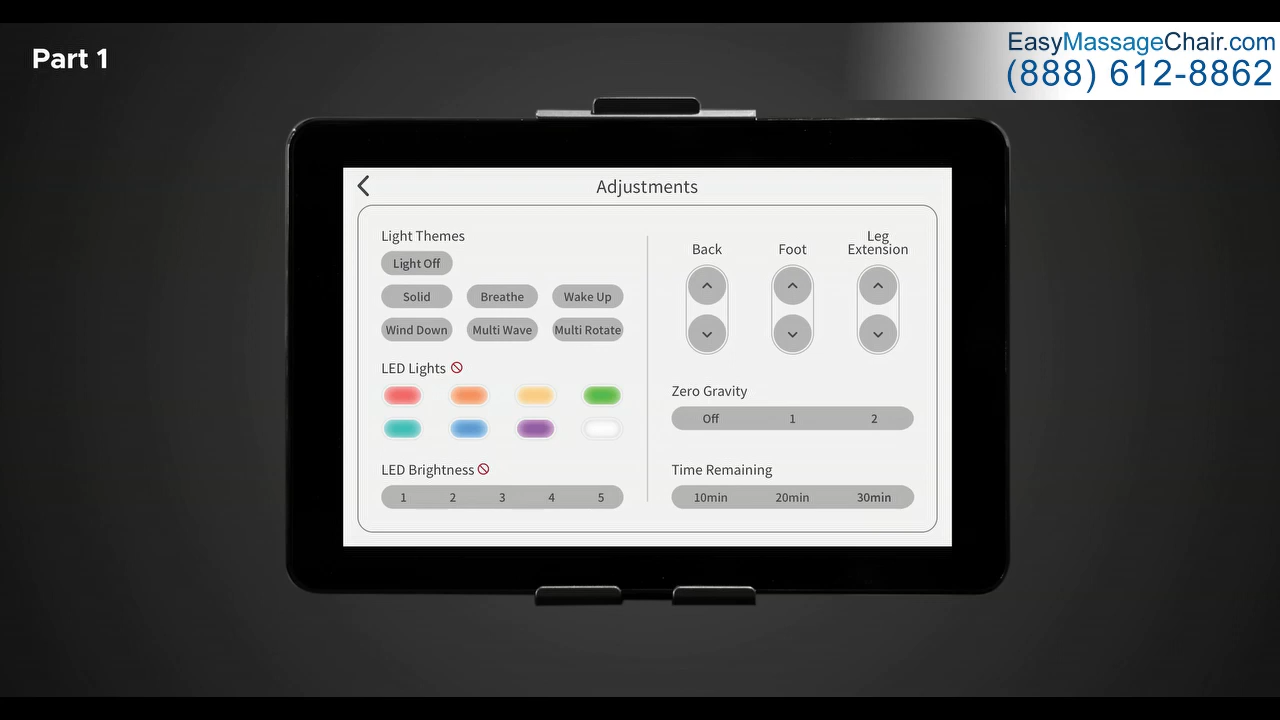 Part 1
EasyMassageChair.com
(888) 612-8862
Adjustments
Light Themes
Light Off
Solid Breathe Wake Up
Wind Down Multi Wave Multi Rotate
LED Lights
LED Brightness
1 2 3 4 5
Back Foot Leg
Extension
Zero Gravity
Off 1 2
Time Remaining
10min 20min 30min